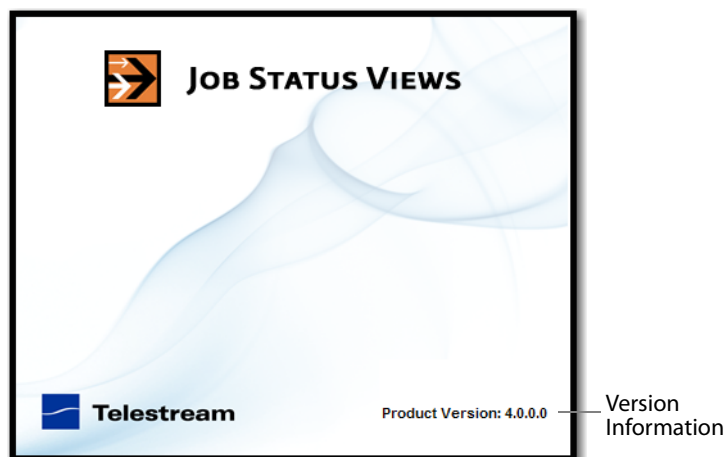 Job Status Views
Telestream
Product Version: 4.0.0.0
Version
Information